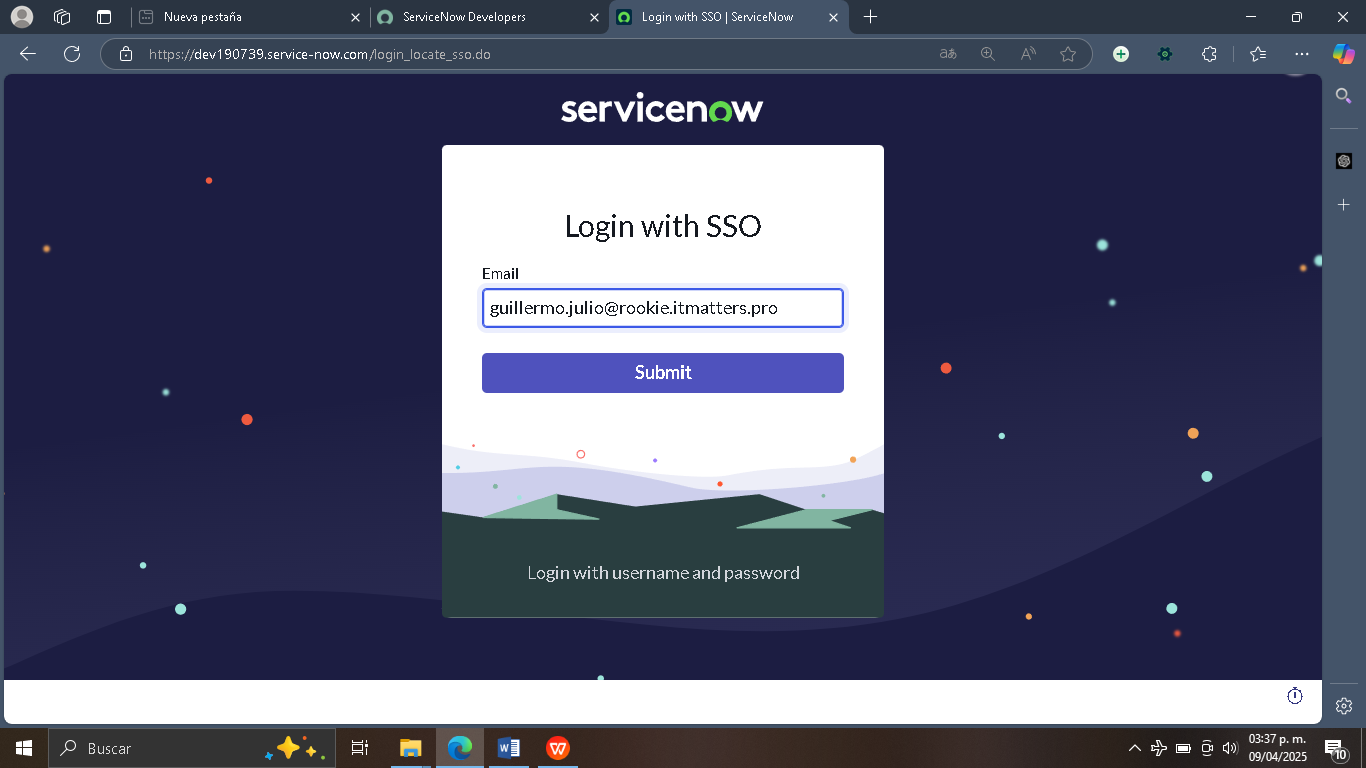 Nueva pestaña
ServiceNow Developers
Login with SSO | ServiceNow
https://dev190739.service-now.com/login_locate_sso.do
servicenow
Login with SSO
Email
guillermo.julio@rookie.itmatters.pro
Submit
Login with username and password
Buscar
03:37 p. m.
09/04/2025
10